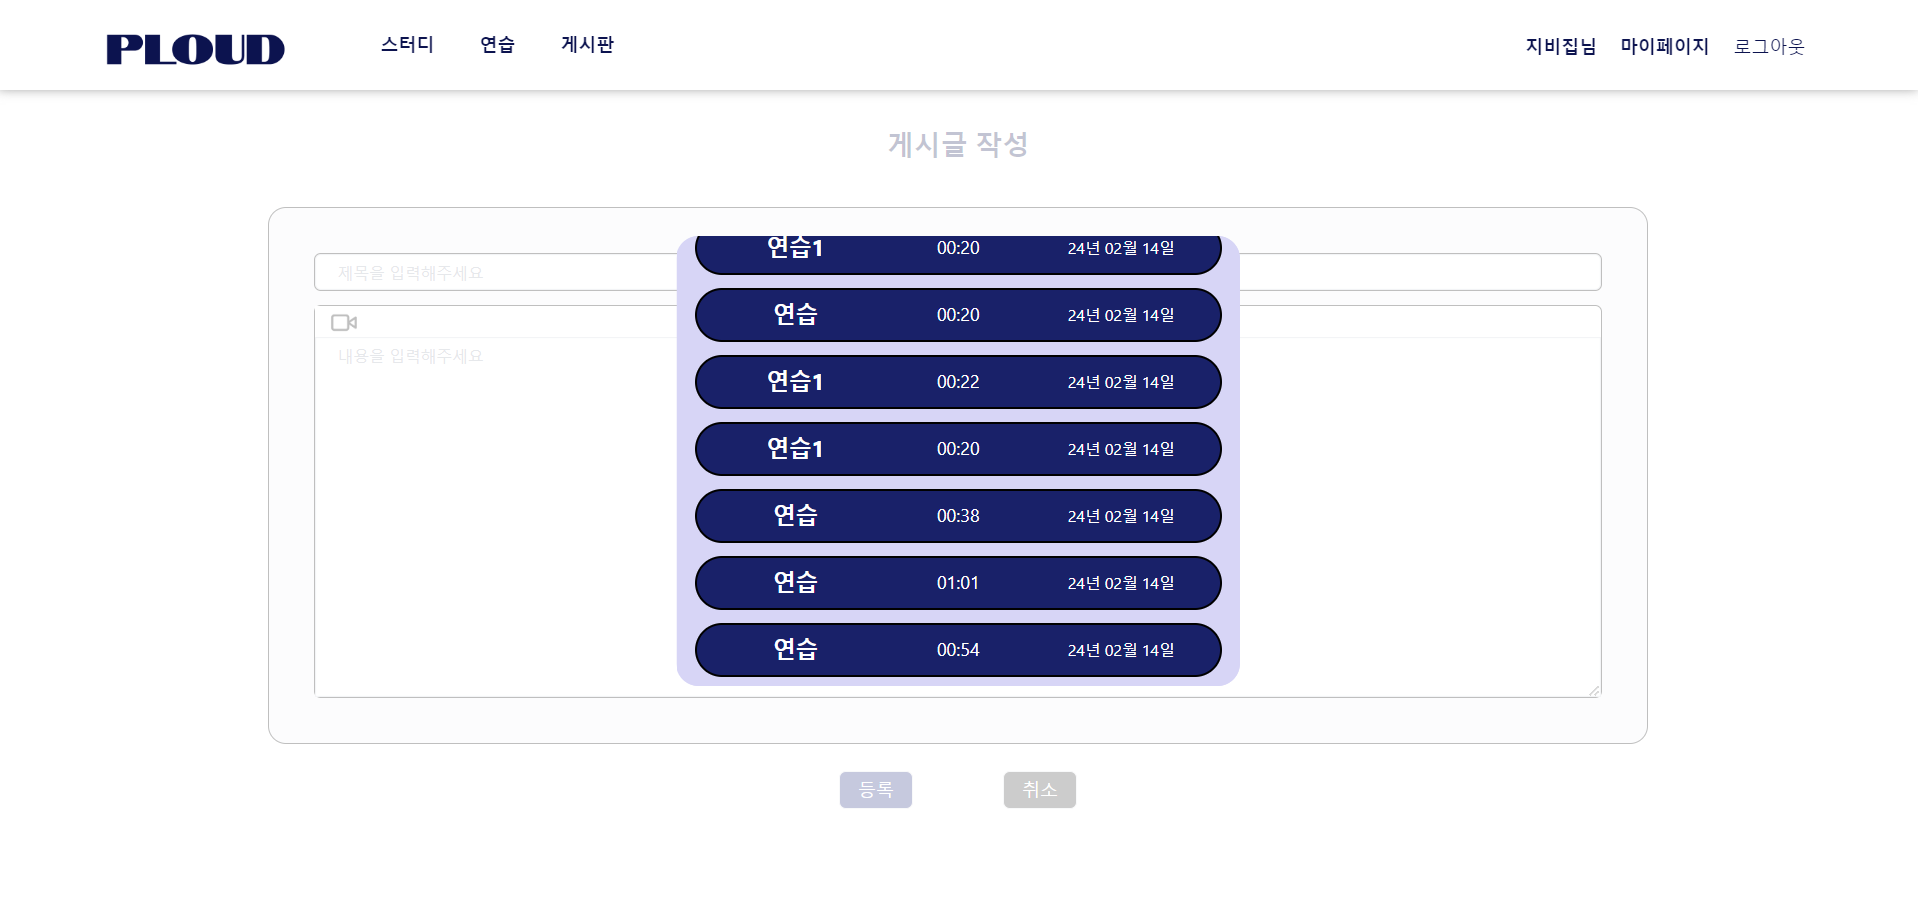 PLOUD 스터디 연습 게시판 지비집님 마이페이지 로그아웃
게시글 작성
제목을 입력해주세요
내용을 입력해주세요
연습1 00:20 24년 02월 14일
연습 00:20 24년 02월 14일
연습1 00:22 24년 02월 14일
연습1 00:20 24년 02월 14일
연습 00:38 24년 02월 14일
연습 01:01 24년 02월 14일
연습 00:54 24년 02월 14일
등록 취소